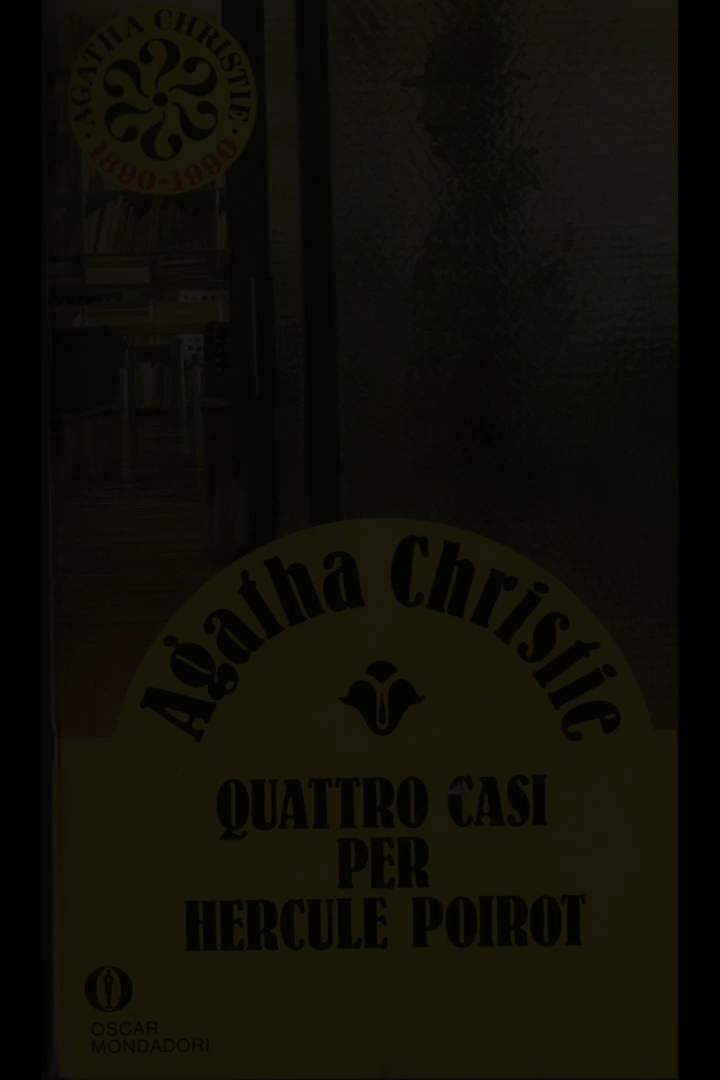 ·AGATHA CHRISTIE·
1890-1990
Agatha Christie
QUATTRO CASI
PER
HERCULE POIROT
OSCAR
MONDADORI